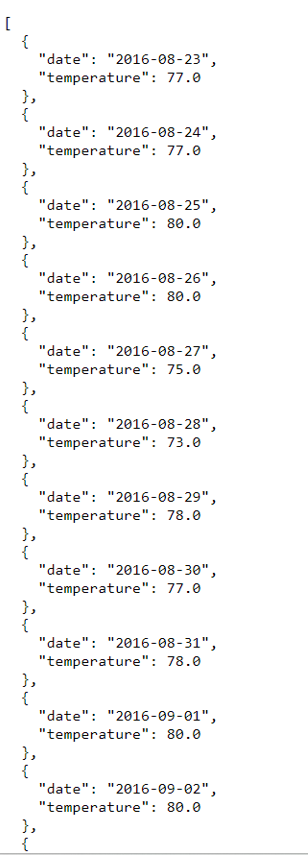 [
  {
    "date": "2016-08-23",
    "temperature": 77.0
  },
  {
    "date": "2016-08-24",
    "temperature": 77.0
  },
  {
    "date": "2016-08-25",
    "temperature": 80.0
  },
  {
    "date": "2016-08-26",
    "temperature": 80.0
  },
  {
    "date": "2016-08-27",
    "temperature": 75.0
  },
  {
    "date": "2016-08-28",
    "temperature": 73.0
  },
  {
    "date": "2016-08-29",
    "temperature": 78.0
  },
  {
    "date": "2016-08-30",
    "temperature": 77.0
  },
  {
    "date": "2016-08-31",
    "temperature": 78.0
  },
  {
    "date": "2016-09-01",
    "temperature": 80.0
  },
  {
    "date": "2016-09-02",
    "temperature": 80.0
  },
  {